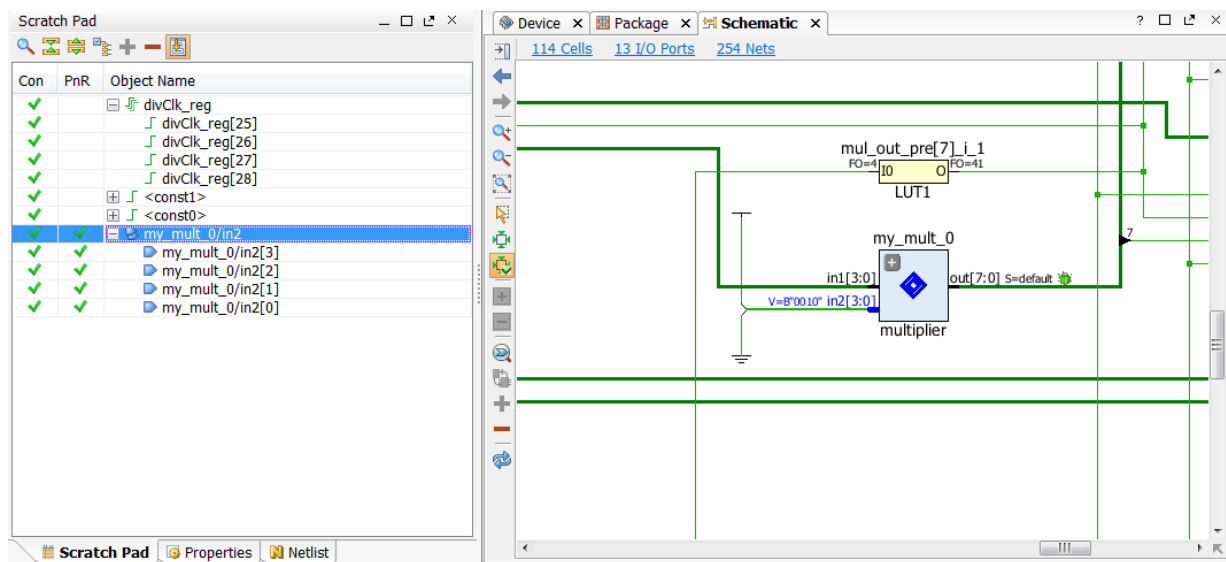 Scratch Pad
Con PnR Object Name
divClk_reg
divClk_reg[25]
divClk_reg[26]
divClk_reg[27]
divClk_reg[28]
<const1>
<const0>
my_mult_0/in2
my_mult_0/in2[3]
my_mult_0/in2[2]
my_mult_0/in2[1]
my_mult_0/in2[0]
Scratch Pad Properties Netlist
Device Package Schematic
114 Cells 13 I/O Ports 254 Nets
mul_out_pre[7]_i_1
FO=4 I0 O FO=41
LUT1
7
my_mult_0
in1[3:0] out[7:0] S=default
V=B"0010" in2[3:0]
multiplier